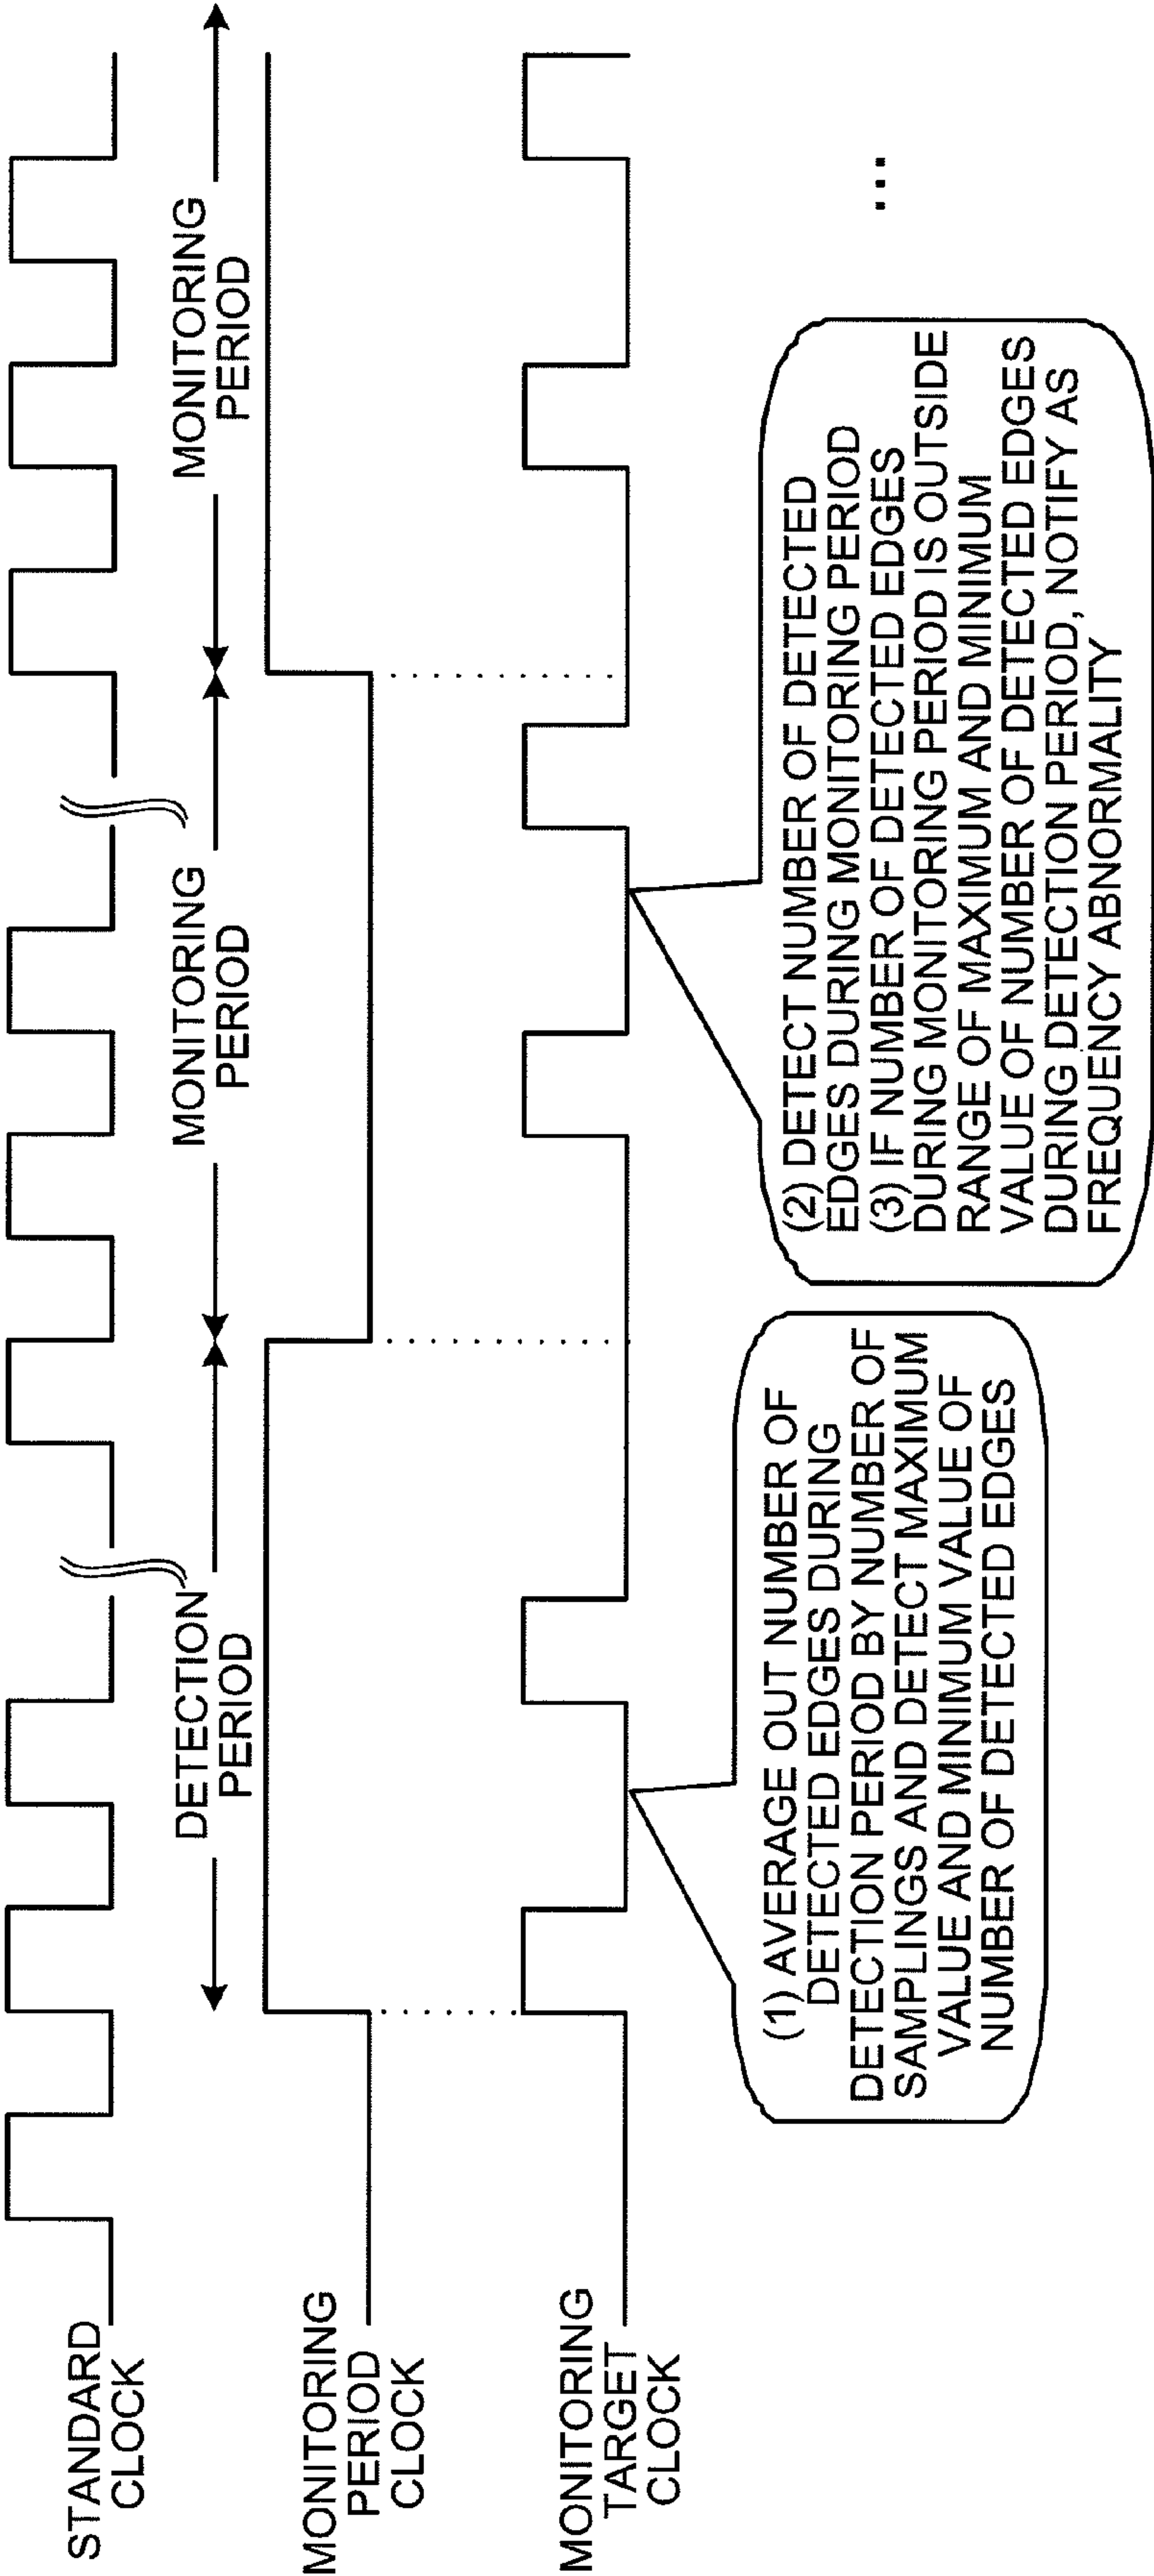 STANDARD
CLOCK
DETECTION
PERIOD
MONITORING
PERIOD
MONITORING
PERIOD
MONITORING
PERIOD
CLOCK
MONITORING
TARGET
CLOCK
(1) AVERAGE OUT NUMBER OF
DETECTED EDGES DURING
DETECTION PERIOD BY NUMBER OF
SAMPLINGS AND DETECT MAXIMUM
VALUE AND MINIMUM VALUE OF
NUMBER OF DETECTED EDGES
(2) DETECT NUMBER OF DETECTED
EDGES DURING MONITORING PERIOD
(3) IF NUMBER OF DETECTED EDGES
DURING MONITORING PERIOD IS OUTSIDE
RANGE OF MAXIMUM AND MINIMUM
VALUE OF NUMBER OF DETECTED EDGES
DURING DETECTION PERIOD, NOTIFY AS
FREQUENCY ABNORMALITY
...